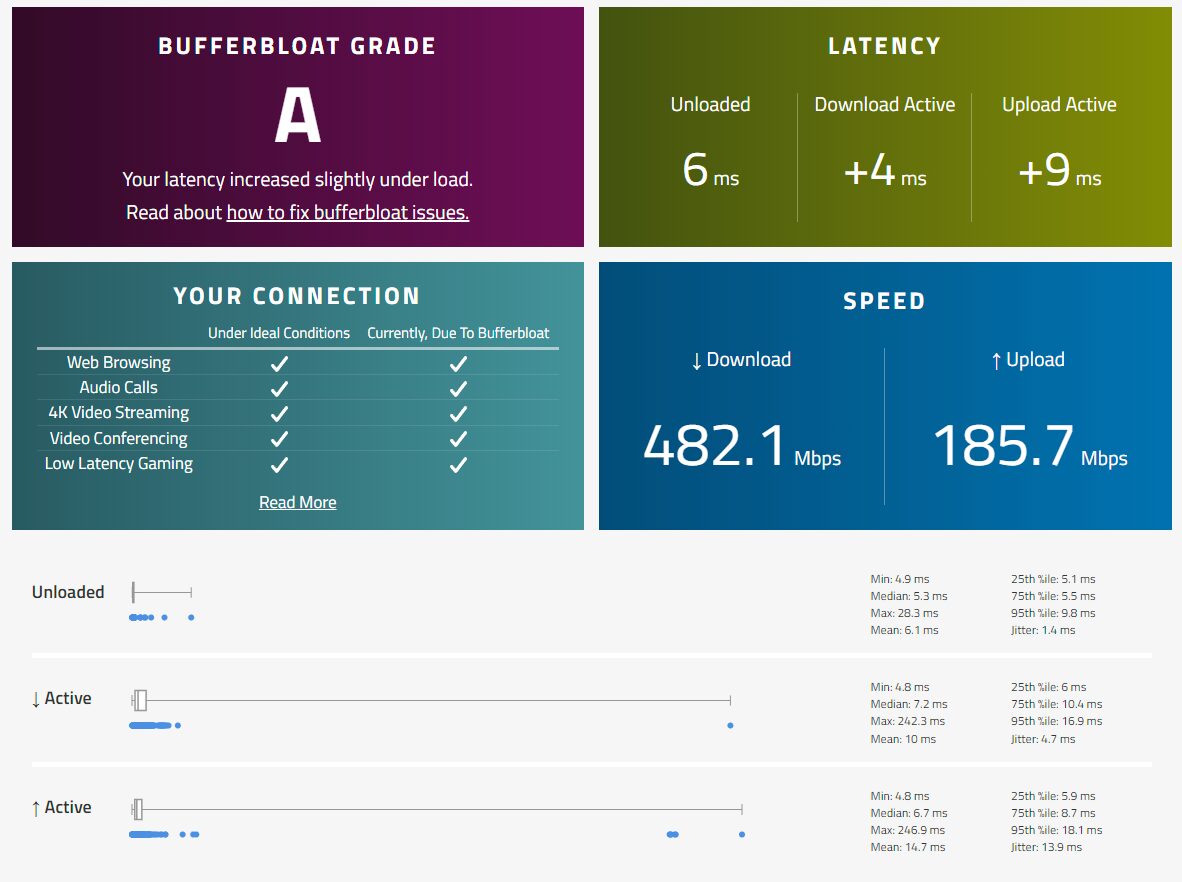 BUFFERBLOAT GRADE
A
Your latency increased slightly under load.
Read about how to fix bufferbloat issues.
LATENCY
Unloaded
6 ms
Download Active
+4 ms
Upload Active
+9 ms
YOUR CONNECTION
Under Ideal Conditions Currently, Due To Bufferbloat
Web Browsing
Audio Calls
4K Video Streaming
Video Conferencing
Low Latency Gaming
Read More
SPEED
↓ Download
482.1 Mbps
↑ Upload
185.7 Mbps
Unloaded
Min: 4.9 ms 25th %ile: 5.1 ms
Median: 5.3 ms 75th %ile: 5.5 ms
Max: 28.3 ms 95th %ile: 9.8 ms
Mean: 6.1 ms Jitter: 1.4 ms
↓ Active
Min: 4.8 ms 25th %ile: 6 ms
Median: 7.2 ms 75th %ile: 10.4 ms
Max: 242.3 ms 95th %ile: 16.9 ms
Mean: 10 ms Jitter: 4.7 ms
↑ Active
Min: 4.8 ms 25th %ile: 5.9 ms
Median: 6.7 ms 75th %ile: 8.7 ms
Max: 246.9 ms 95th %ile: 18.1 ms
Mean: 14.7 ms Jitter: 13.9 ms